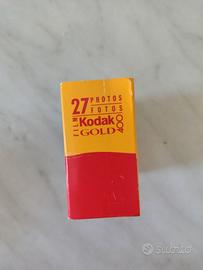 27 PHOTOS
FOTOS
FILM Kodak
GOLD 400
Subito